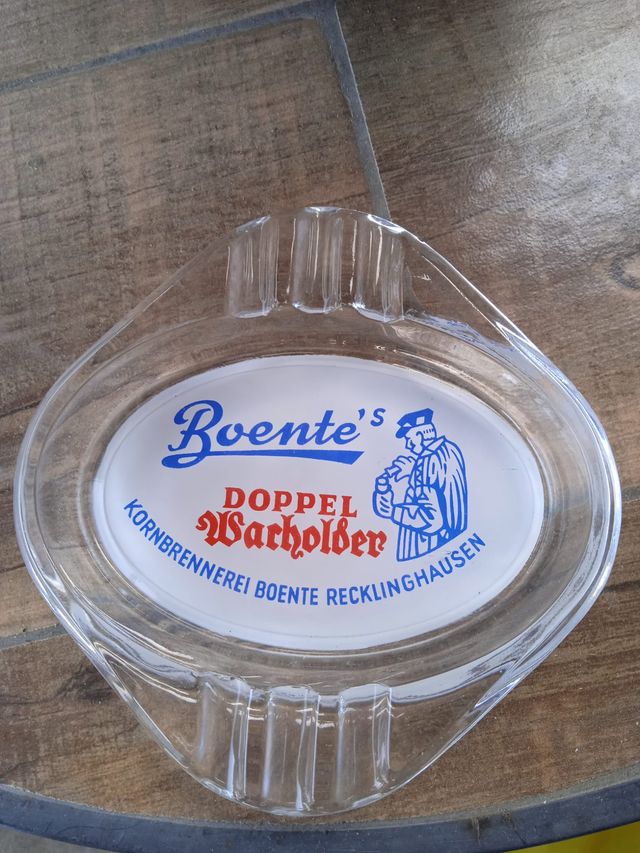 Boente's
DOPPEL
Wacholder
KORNBRENNEREI BOENTE RECKLINGHAUSEN